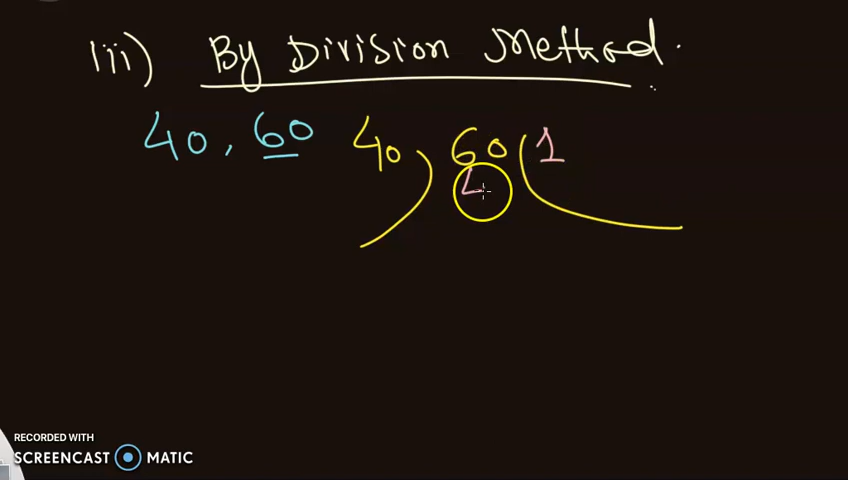 iii) By Division Method.
40, 60 40) 60 ( 1
RECORDED WITH
SCREENCAST MATIC